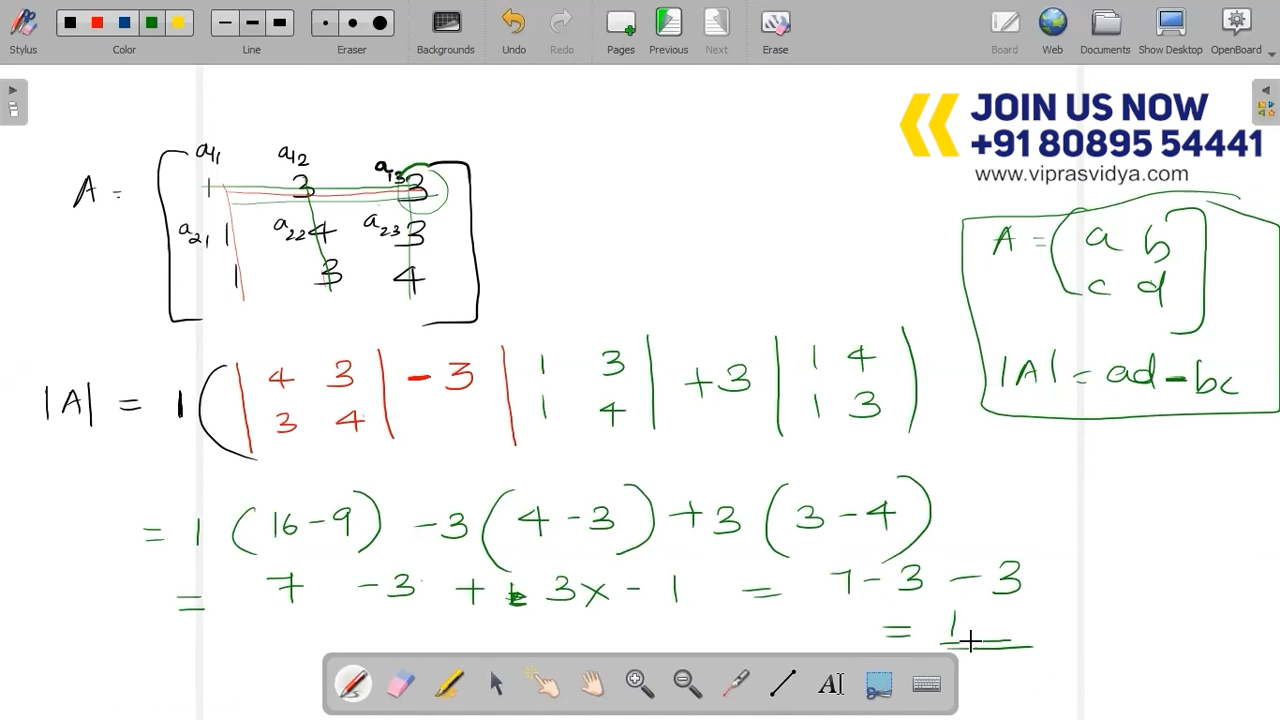 Stylus Color Line Eraser Backgrounds Undo Redo Pages Previous Next Erase Board Web Documents Show Desktop OpenBoard
JOIN US NOW
+91 80895 54441
www.viprasvidya.com
a11 a12 a13
A = 1 3 3
a21 1 a22 4 a23 3
1 3 4
A = [a b
c d]
|A| = ad - bc
|A| = 1 ( | 4 3 | - 3 | 1 3 | + 3 | 1 4 |
3 4 1 4 1 3
= 1 (16 - 9) - 3 (4 - 3) + 3 (3 - 4)
= 7 - 3 + 3 x - 1 = 7 - 3 - 3
= 1